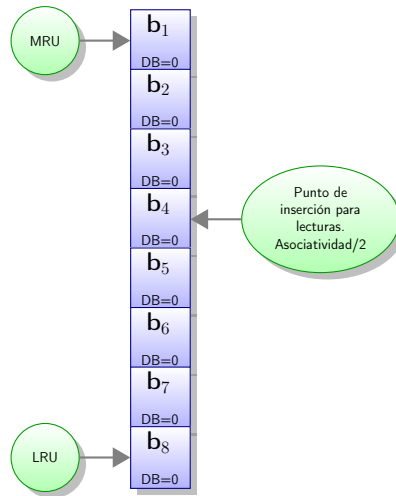 MRU
b1
DB=0
b2
DB=0
b3
DB=0
b4
DB=0
Punto de
inserción para
lecturas.
Asociatividad/2
b5
DB=0
b6
DB=0
b7
DB=0
LRU
b8
DB=0